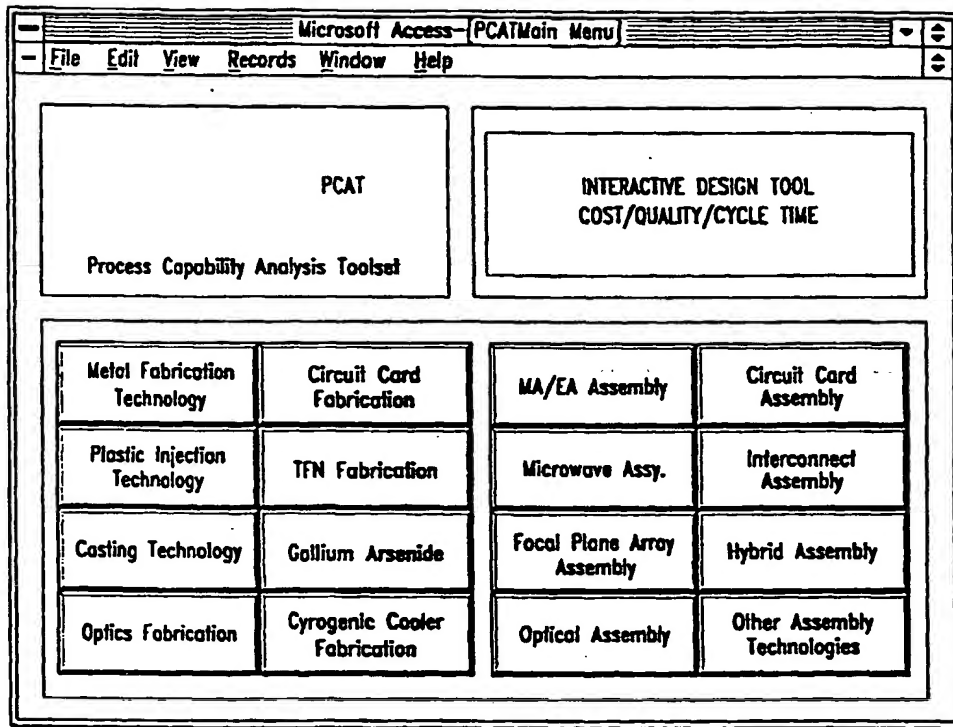 Microsoft Access-[PCATMain Menu]
File Edit View Records Window Help
PCAT
Process Capability Analysis Toolset
INTERACTIVE DESIGN TOOL
COST/QUALITY/CYCLE TIME
Metal Fabrication
Technology
Circuit Card
Fabrication
Plastic Injection
Technology
TFN Fabrication
Casting Technology
Gallium Arsenide
Optics Fabrication
Cyrogenic Cooler
Fabrication
MA/EA Assembly
Circuit Card
Assembly
Microwave Assy.
Interconnect
Assembly
Focal Plane Array
Assembly
Hybrid Assembly
Optical Assembly
Other Assembly
Technologies